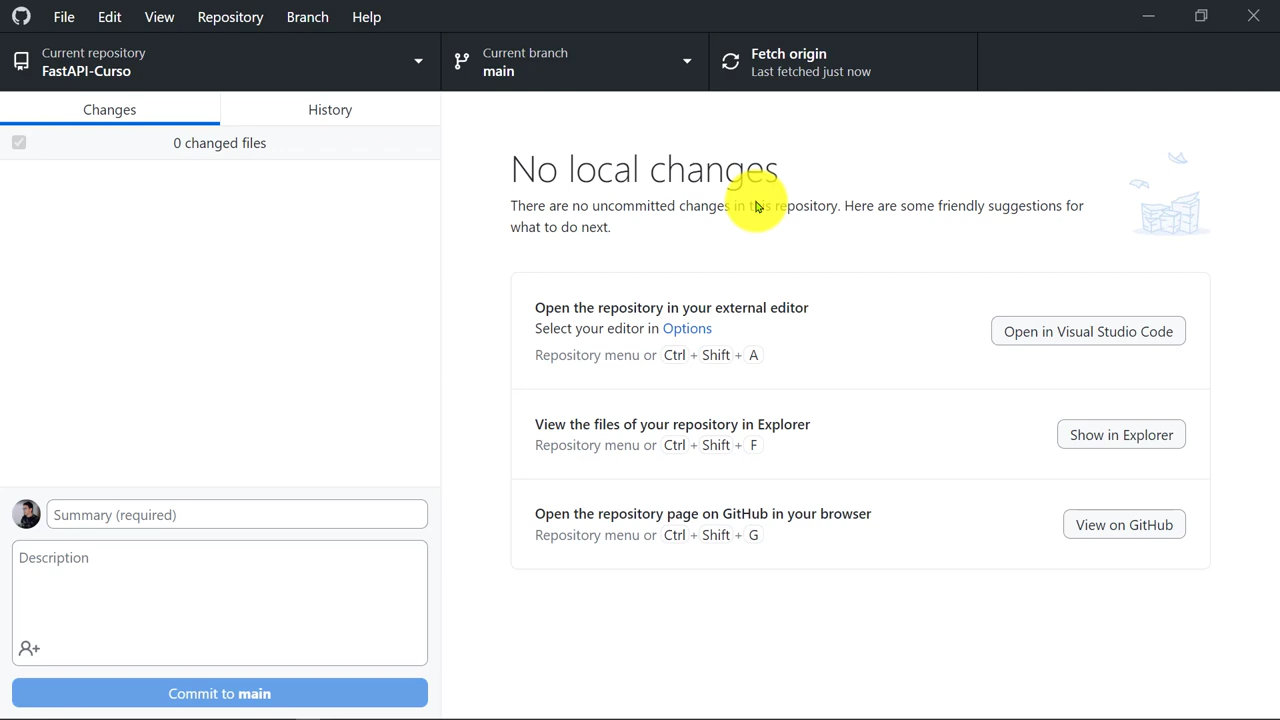 File Edit View Repository Branch Help
Current repository
FastAPI-Curso
Current branch
main
Fetch origin
Last fetched just now
Changes
History
0 changed files
No local changes
There are no uncommitted changes in this repository. Here are some friendly suggestions for
what to do next.
Open the repository in your external editor
Select your editor in Options
Repository menu or Ctrl + Shift + A
Open in Visual Studio Code
View the files of your repository in Explorer
Repository menu or Ctrl + Shift + F
Show in Explorer
Open the repository page on GitHub in your browser
Repository menu or Ctrl + Shift + G
View on GitHub
Summary (required)
Description
Commit to main